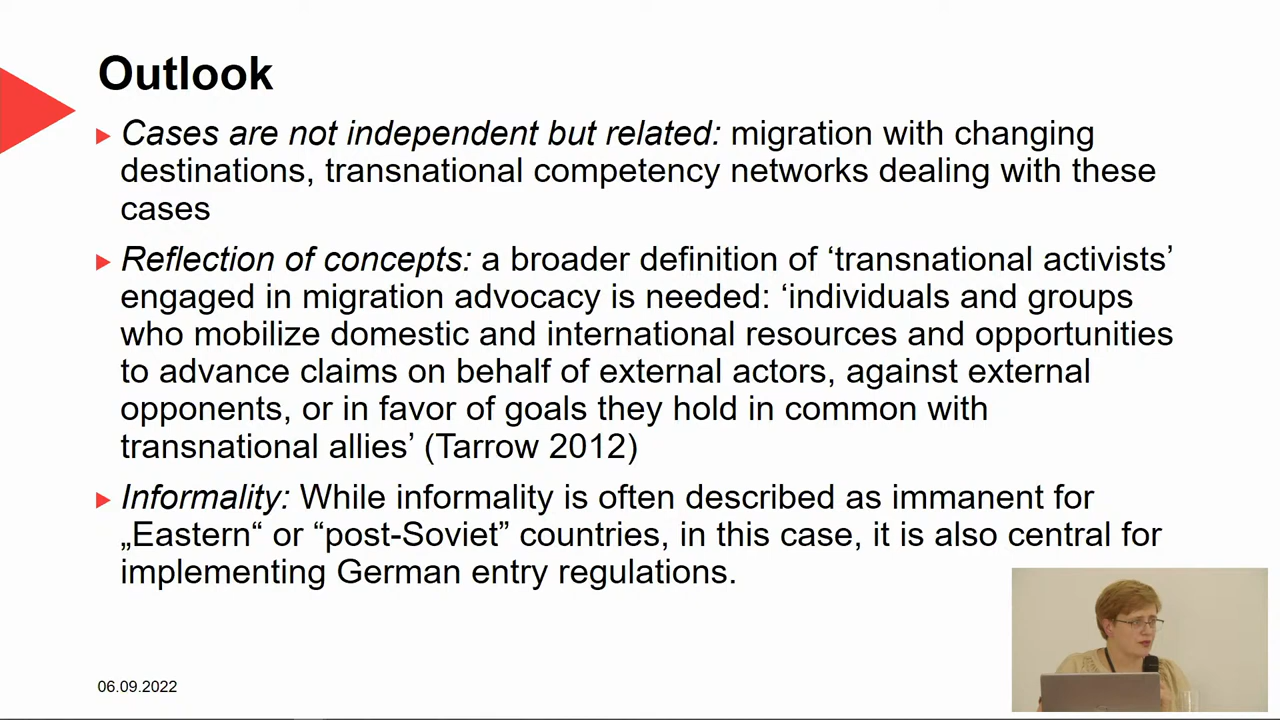 Outlook
Cases are not independent but related: migration with changing
destinations, transnational competency networks dealing with these
cases
Reflection of concepts: a broader definition of ‘transnational activists’
engaged in migration advocacy is needed: ‘individuals and groups
who mobilize domestic and international resources and opportunities
to advance claims on behalf of external actors, against external
opponents, or in favor of goals they hold in common with
transnational allies’ (Tarrow 2012)
Informality: While informality is often described as immanent for
„Eastern“ or “post-Soviet” countries, in this case, it is also central for
implementing German entry regulations.
06.09.2022